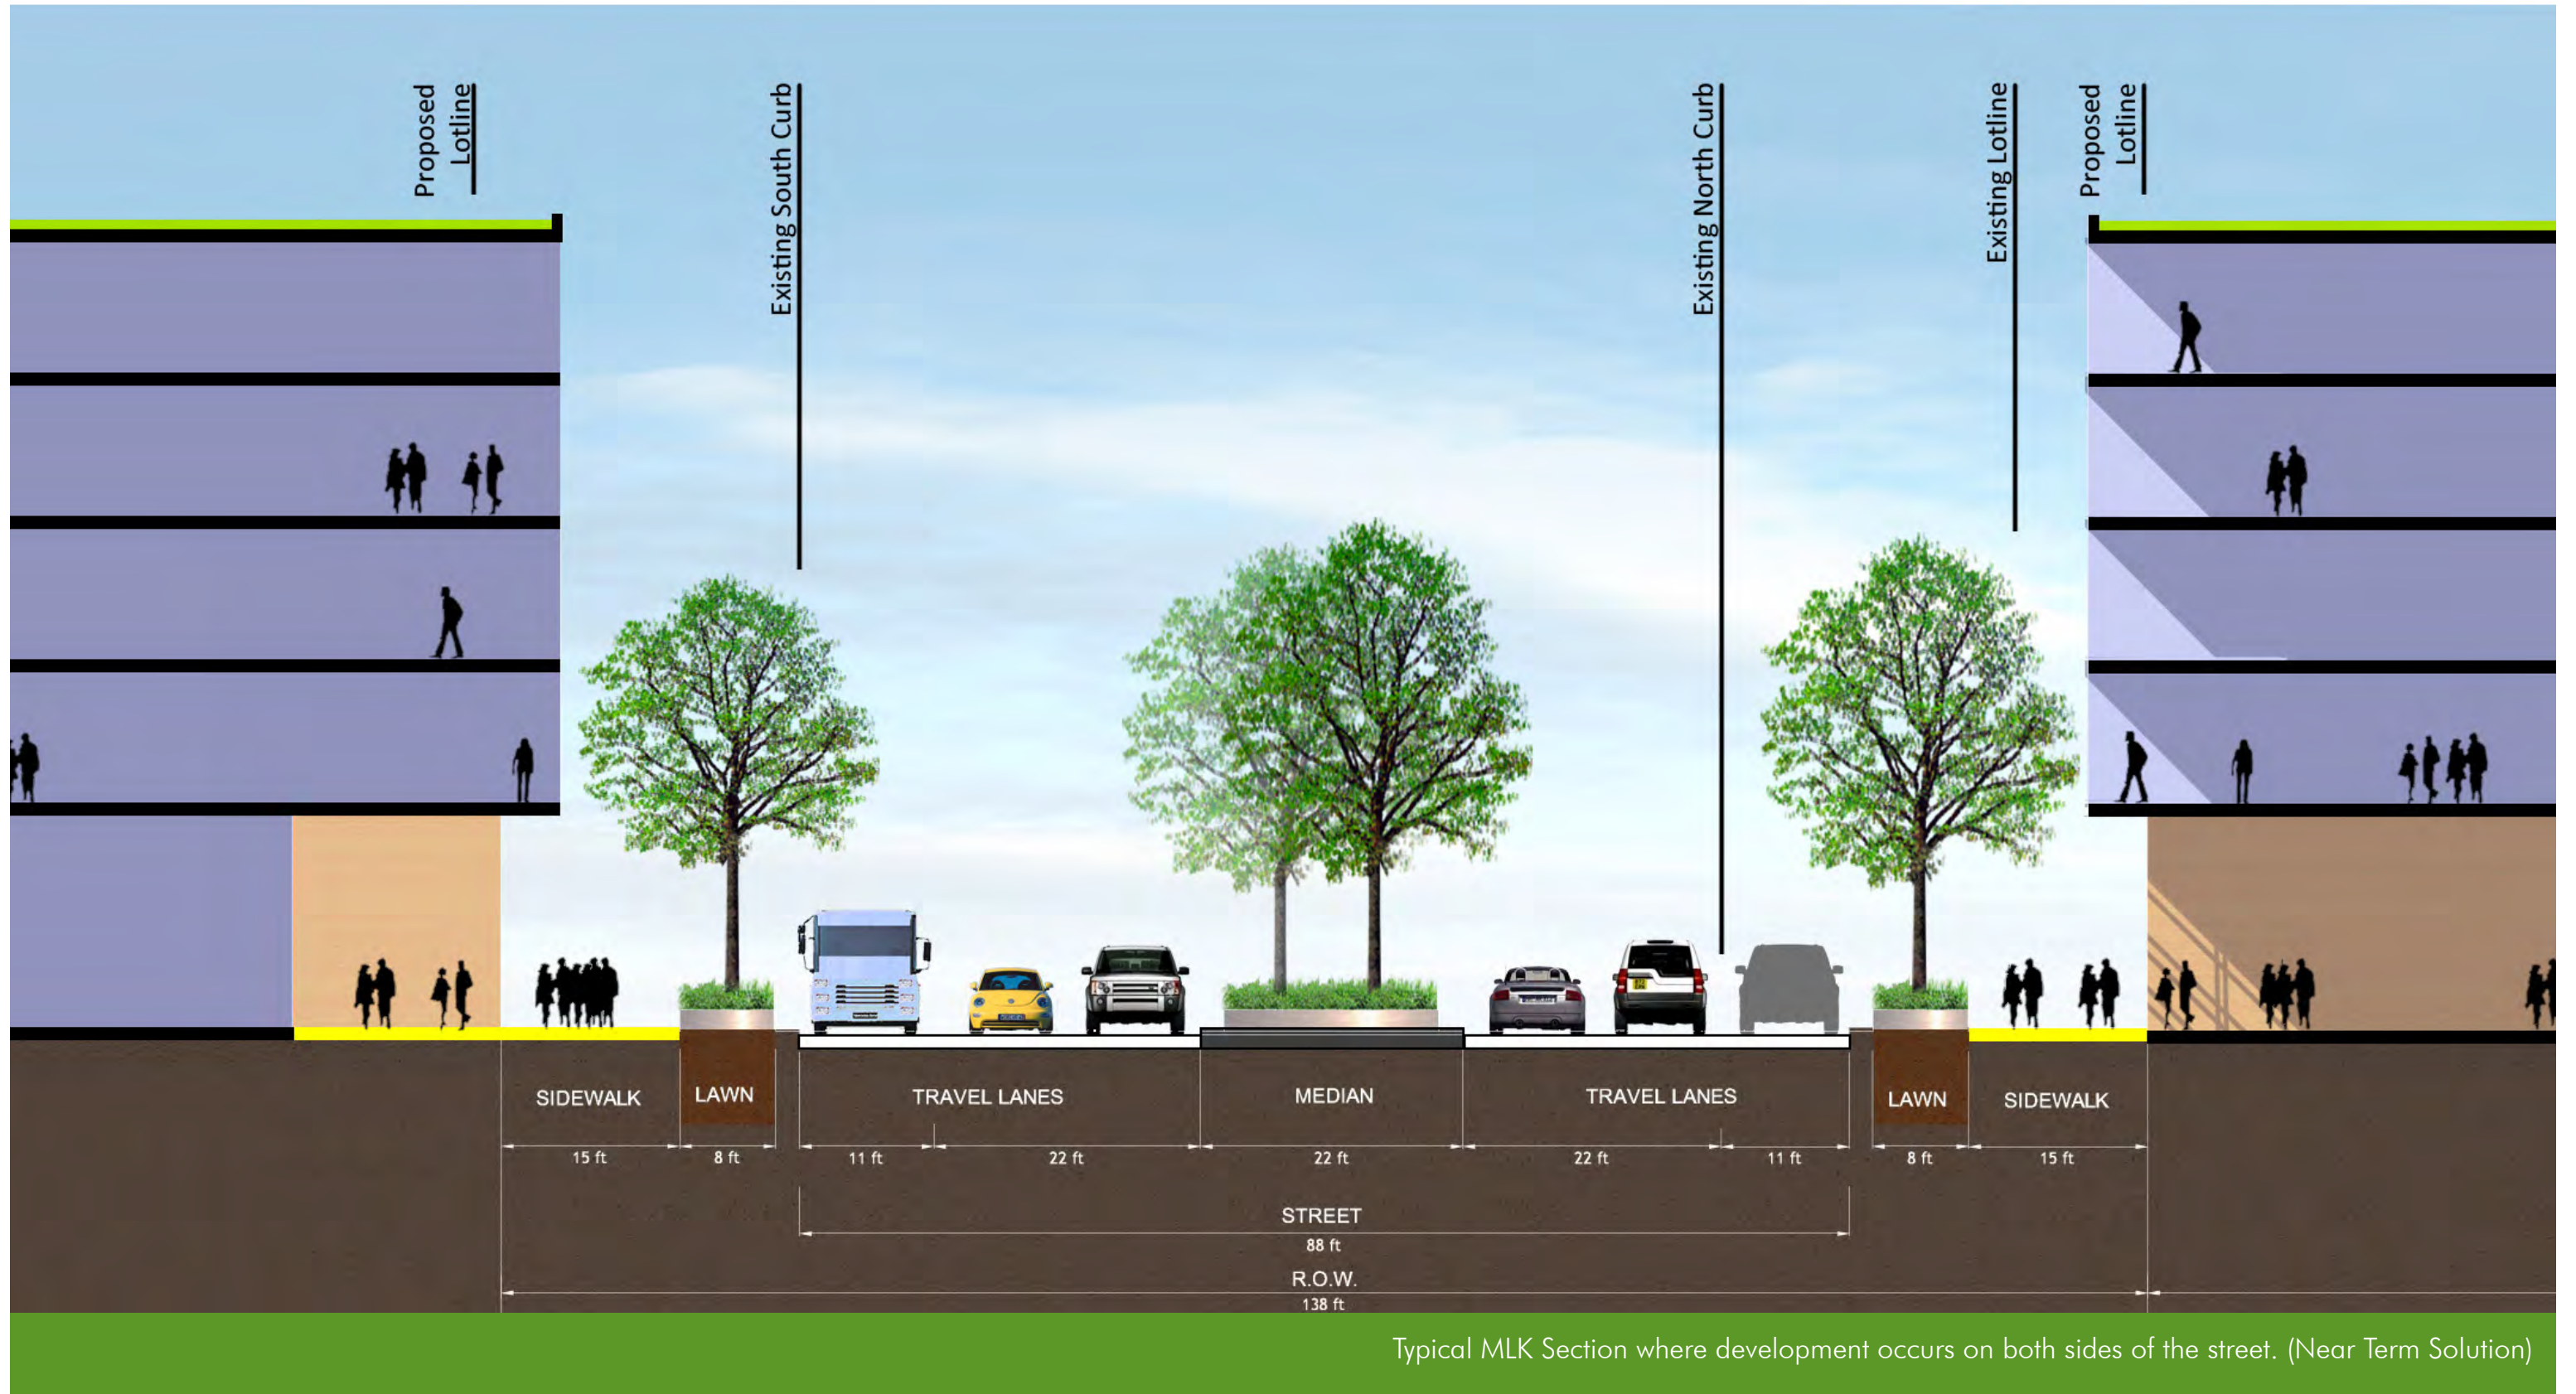 Proposed
Lotline
Existing South Curb
Existing North Curb
Existing Lotline
Proposed
Lotline
SIDEWALK
LAWN
TRAVEL LANES
MEDIAN
TRAVEL LANES
LAWN
SIDEWALK
15 ft
8 ft
11 ft
22 ft
22 ft
22 ft
11 ft
8 ft
15 ft
STREET
88 ft
R.O.W.
138 ft
Typical MLK Section where development occurs on both sides of the street. (Near Term Solution)